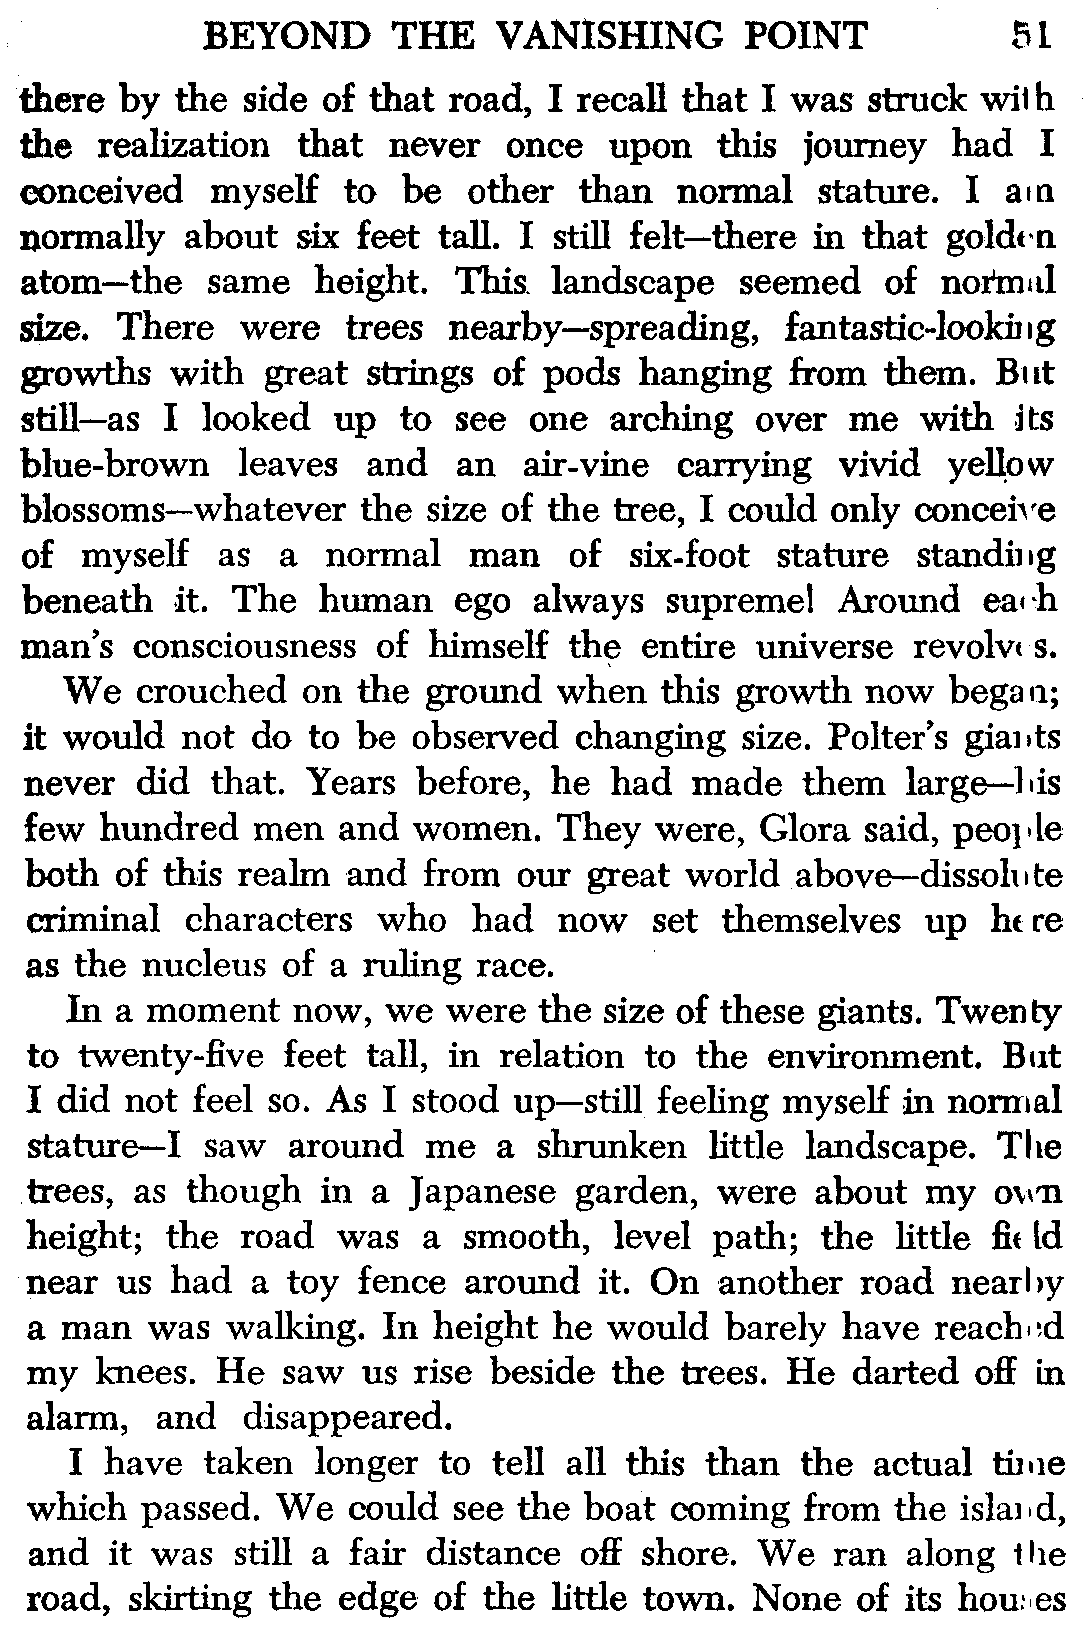 BEYOND THE VANISHING POINT 51
there by the side of that road, I recall that I was struck with
the realization that never once upon this journey had I
conceived myself to be other than normal stature. I am
normally about six feet tall. I still felt—there in that golden
atom—the same height. This landscape seemed of normal
size. There were trees nearby—spreading, fantastic-looking
growths with great strings of pods hanging from them. But
still—as I looked up to see one arching over me with its
blue-brown leaves and an air-vine carrying vivid yellow
blossoms—whatever the size of the tree, I could only conceive
of myself as a normal man of six-foot stature standing
beneath it. The human ego always supreme! Around each
man's consciousness of himself the entire universe revolves.
We crouched on the ground when this growth now began;
it would not do to be observed changing size. Polter's giants
never did that. Years before, he had made them large—his
few hundred men and women. They were, Glora said, people
both of this realm and from our great world above—dissolute
criminal characters who had now set themselves up here
as the nucleus of a ruling race.
In a moment now, we were the size of these giants. Twenty
to twenty-five feet tall, in relation to the environment. But
I did not feel so. As I stood up—still feeling myself in normal
stature—I saw around me a shrunken little landscape. The
trees, as though in a Japanese garden, were about my own
height; the road was a smooth, level path; the little field
near us had a toy fence around it. On another road nearby
a man was walking. In height he would barely have reached
my knees. He saw us rise beside the trees. He darted off in
alarm, and disappeared.
I have taken longer to tell all this than the actual time
which passed. We could see the boat coming from the island,
and it was still a fair distance off shore. We ran along the
road, skirting the edge of the little town. None of its houses